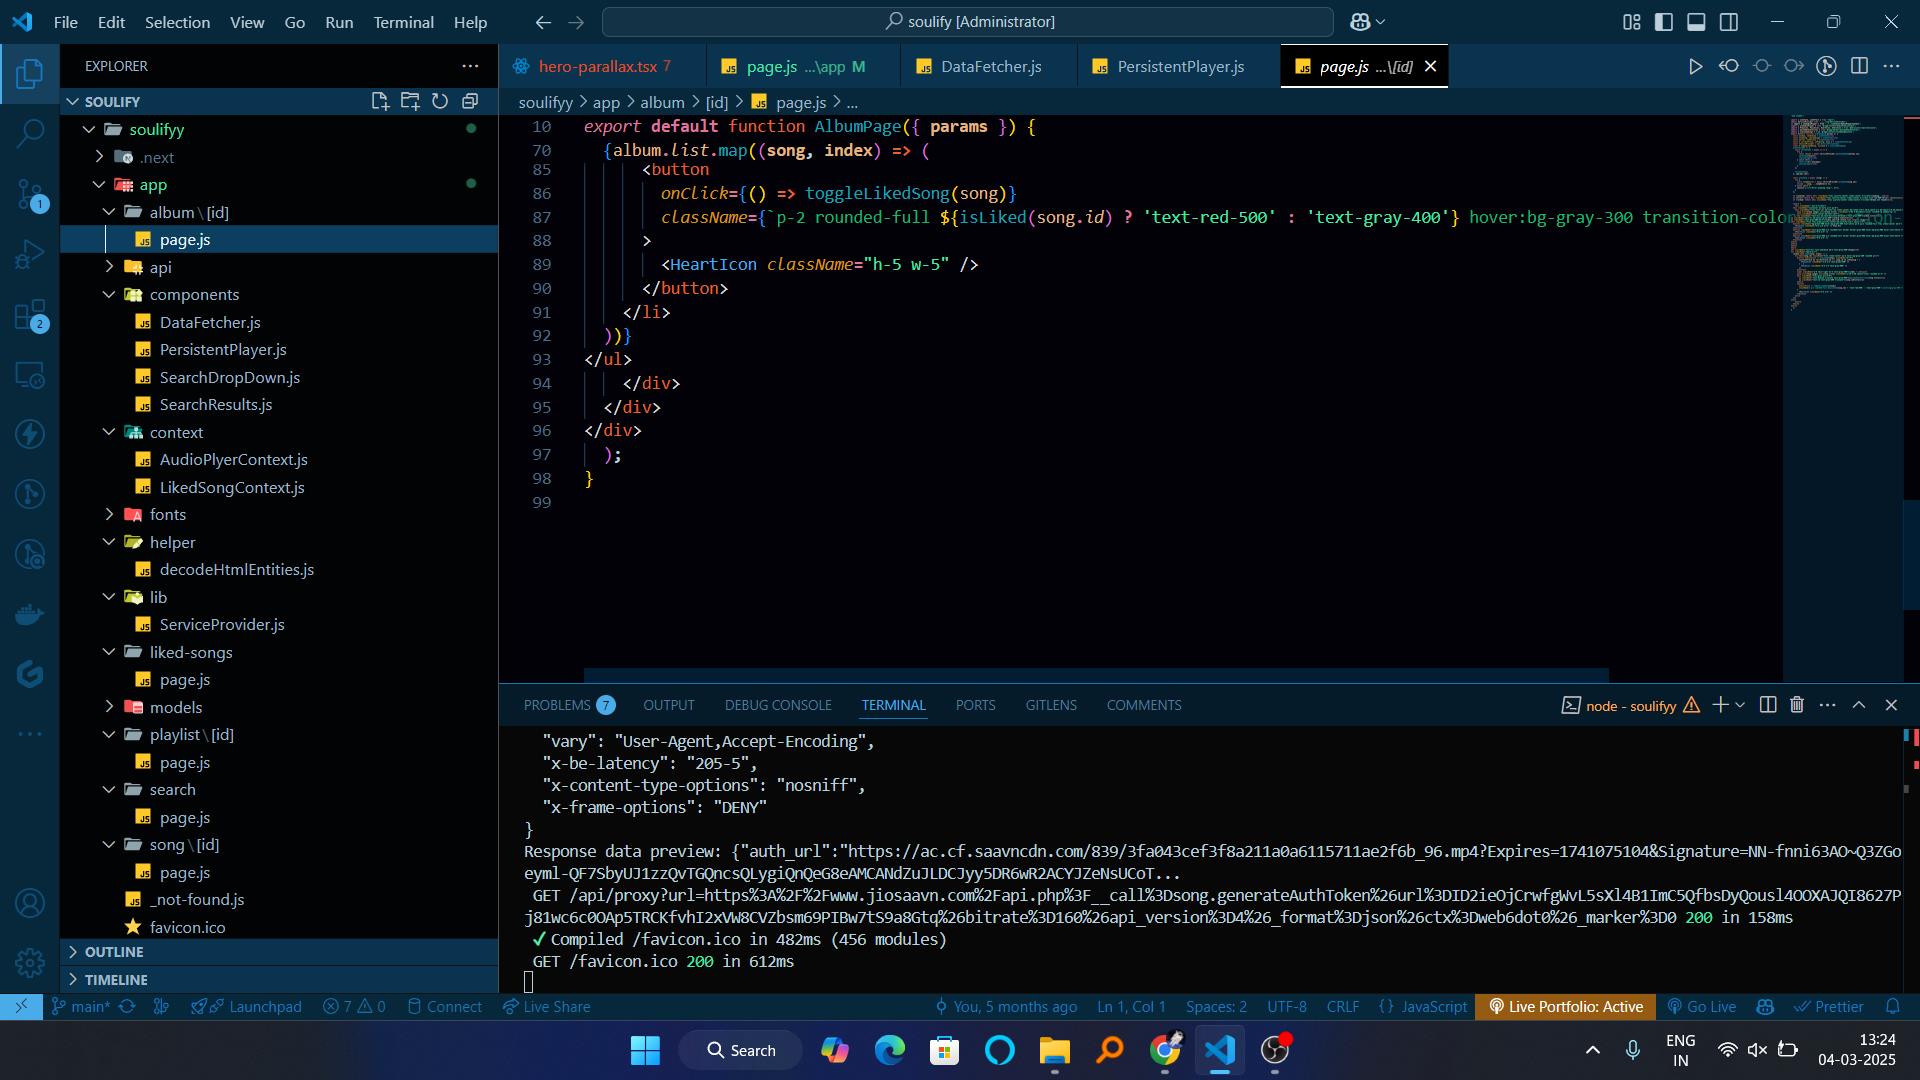 File Edit Selection View Go Run Terminal Help
soulify [Administrator]
EXPLORER
SOULIFY
soulifyy
.next
app
album \ [id]
page.js
api
components
DataFetcher.js
PersistentPlayer.js
SearchDropDown.js
SearchResults.js
context
AudioPlyerContext.js
LikedSongContext.js
fonts
helper
decodeHtmlEntities.js
lib
ServiceProvider.js
liked-songs
page.js
models
playlist \ [id]
page.js
search
page.js
song \ [id]
page.js
_not-found.js
favicon.ico
OUTLINE
TIMELINE
1
2
hero-parallax.tsx 7 page.js ...\app M DataFetcher.js PersistentPlayer.js page.js ...\[id]
soulifyy > app > album > [id] > page.js > ...
10 export default function AlbumPage({ params }) {
70 {album.list.map((song, index) => (
85 <button
86 onClick={() => toggleLikedSong(song)}
87 className={`p-2 rounded-full ${isLiked(song.id) ? 'text-red-500' : 'text-gray-400'} hover:bg-gray-300 transition-colo
88 >
89 <HeartIcon className="h-5 w-5" />
90 </button>
91 </li>
92 ))}
93 </ul>
94 </div>
95 </div>
96 </div>
97 );
98 }
99
PROBLEMS 7 OUTPUT DEBUG CONSOLE TERMINAL PORTS GITLENS COMMENTS
node - soulifyy
"vary": "User-Agent,Accept-Encoding",
"x-be-latency": "205-5",
"x-content-type-options": "nosniff",
"x-frame-options": "DENY"
}
Response data preview: {"auth_url":"https://ac.cf.saavncdn.com/839/3fa043cef3f8a211a0a6115711ae2f6b_96.mp4?Expires=1741075104&Signature=NN-fnni63AO~Q3ZGo
eyml-QF7SbyUJ1zzQvTGQncsQLygiQnQeG8eAMCANdZuJLDCJyy5DR6wR2ACYJZeNsUCoT...
GET /api/proxy?url=https%3A%2F%2Fwww.jiosaavn.com%2Fapi.php%3F__call%3Dsong.generateAuthToken%26url%3DID2ieOjCrwfgWvL5sXl4B1ImC5QfbsDyQousl4OOXAJQI8627P
j81wc6c0OAp5TRCKfvhI2xVW8CVZbsm69PIBw7tS9a8Gtq%26bitrate%3D160%26api_version%3D4%26_format%3Djson%26ctx%3Dweb6dot0%26_marker%3D0 200 in 158ms
✓ Compiled /favicon.ico in 482ms (456 modules)
GET /favicon.ico 200 in 612ms
main* Launchpad 7 0 Connect Live Share
You, 5 months ago Ln 1, Col 1 Spaces: 2 UTF-8 CRLF {} JavaScript Live Portfolio: Active Go Live Prettier
Search
ENG
IN
13:24
04-03-2025